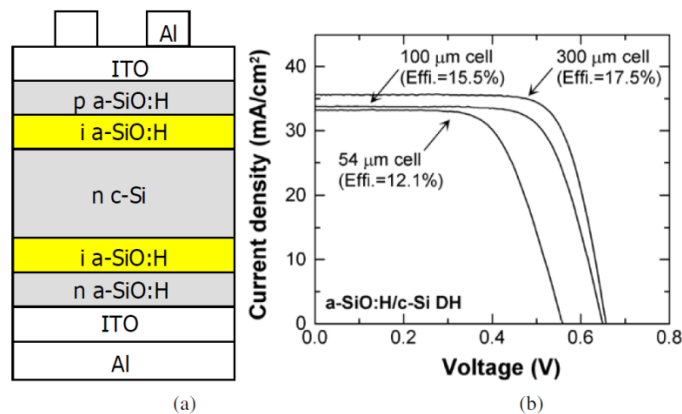 Al
ITO
p a-SiO:H
i a-SiO:H
n c-Si
i a-SiO:H
n a-SiO:H
ITO
Al
(a)
Current density (mA/cm²)
40
30
20
10
0
100 μm cell
(Effi.=15.5%)
300 μm cell
(Effi.=17.5%)
54 μm cell
(Effi.=12.1%)
a-SiO:H/c-Si DH
0.0
0.2
0.4
0.6
0.8
Voltage (V)
(b)